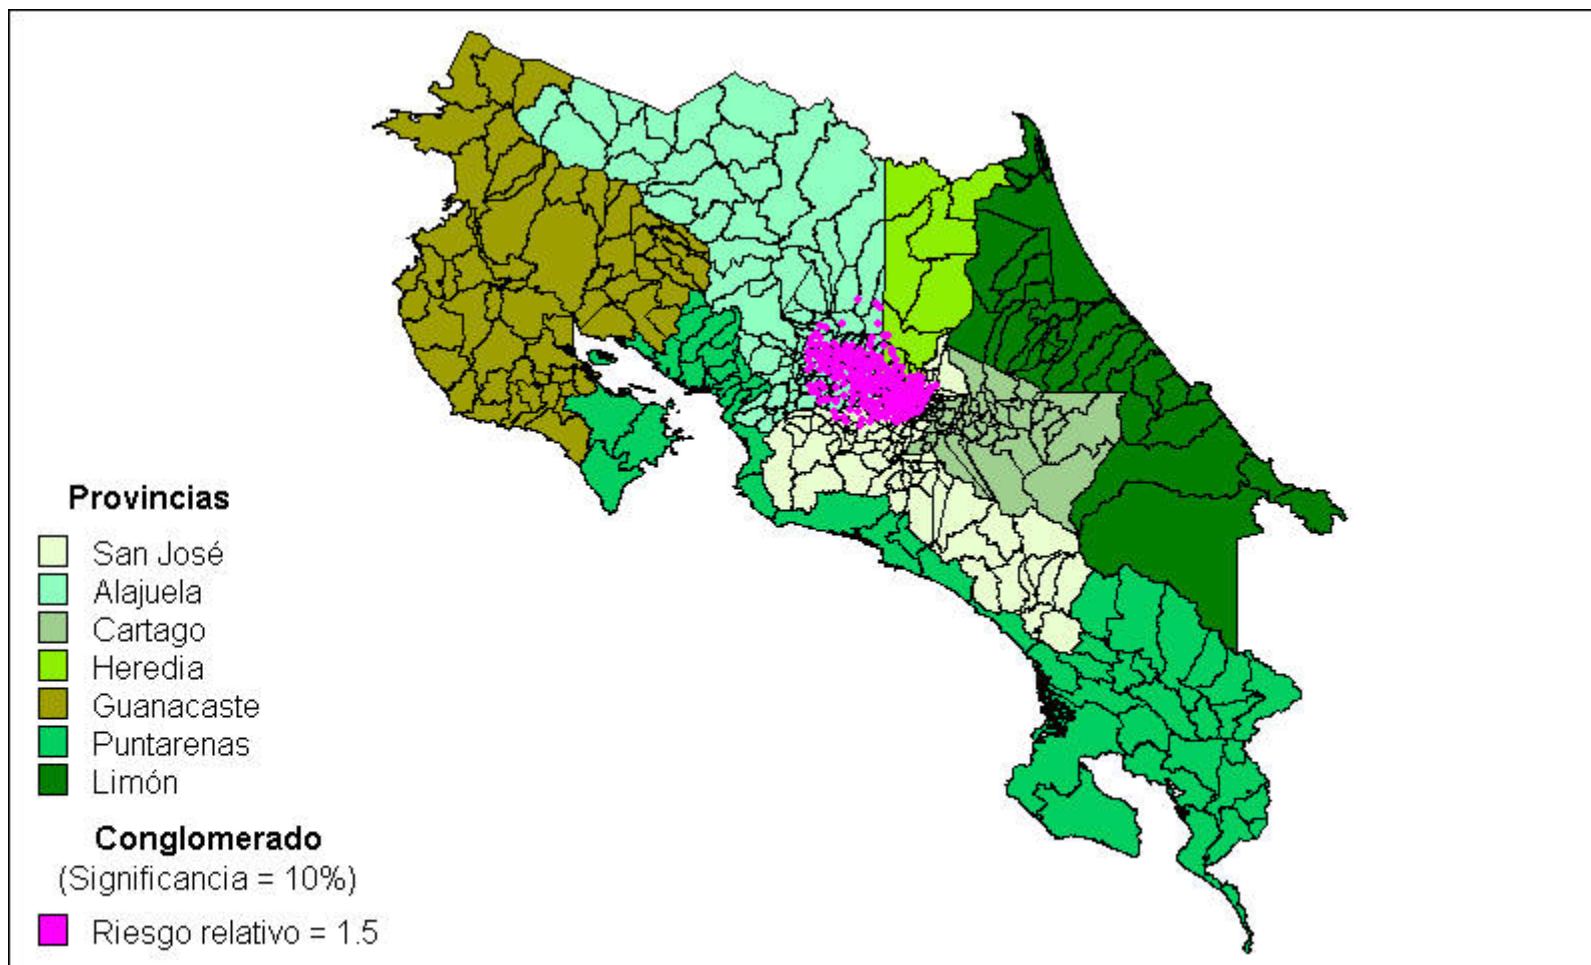 Provincias
San José
Alajuela
Cartago
Heredia
Guanacaste
Puntarenas
Limón
Conglomerado
(Significancia = 10%)
Riesgo relativo = 1.5